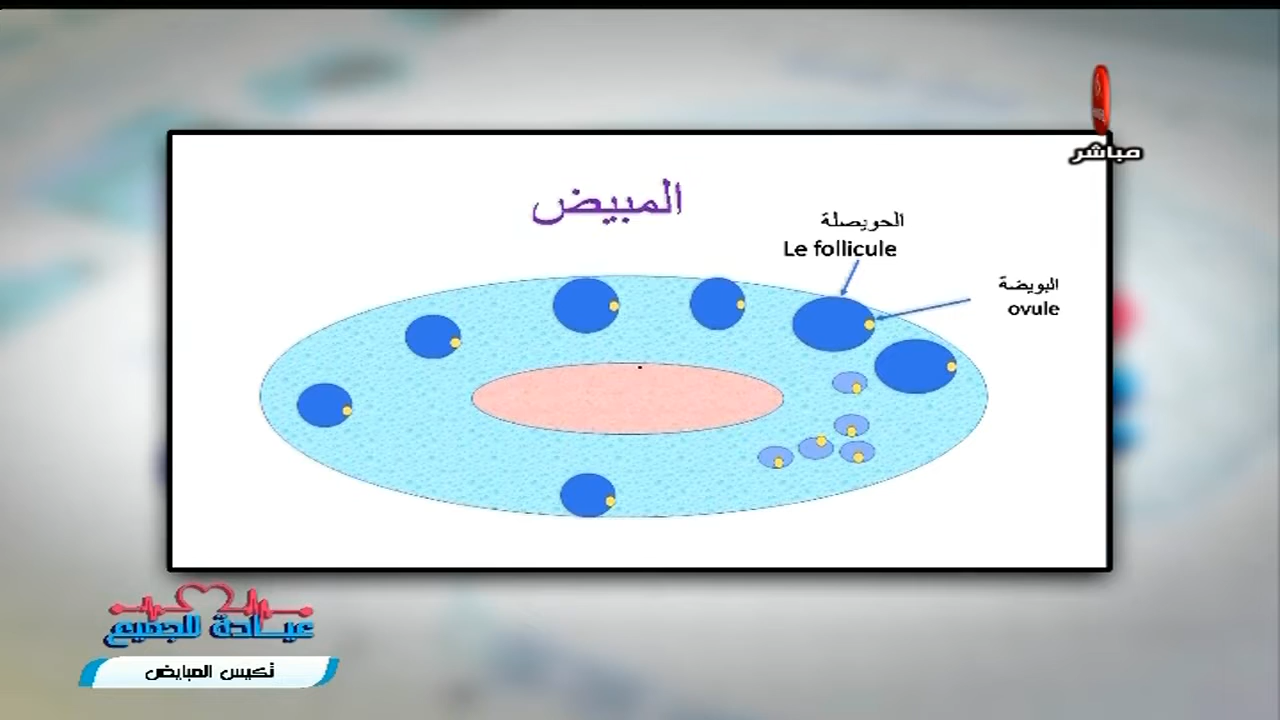 مباشر
المبيض
الحويصلة
Le follicule
البويضة
ovule
عيادة للجميع
تكيس المبايض